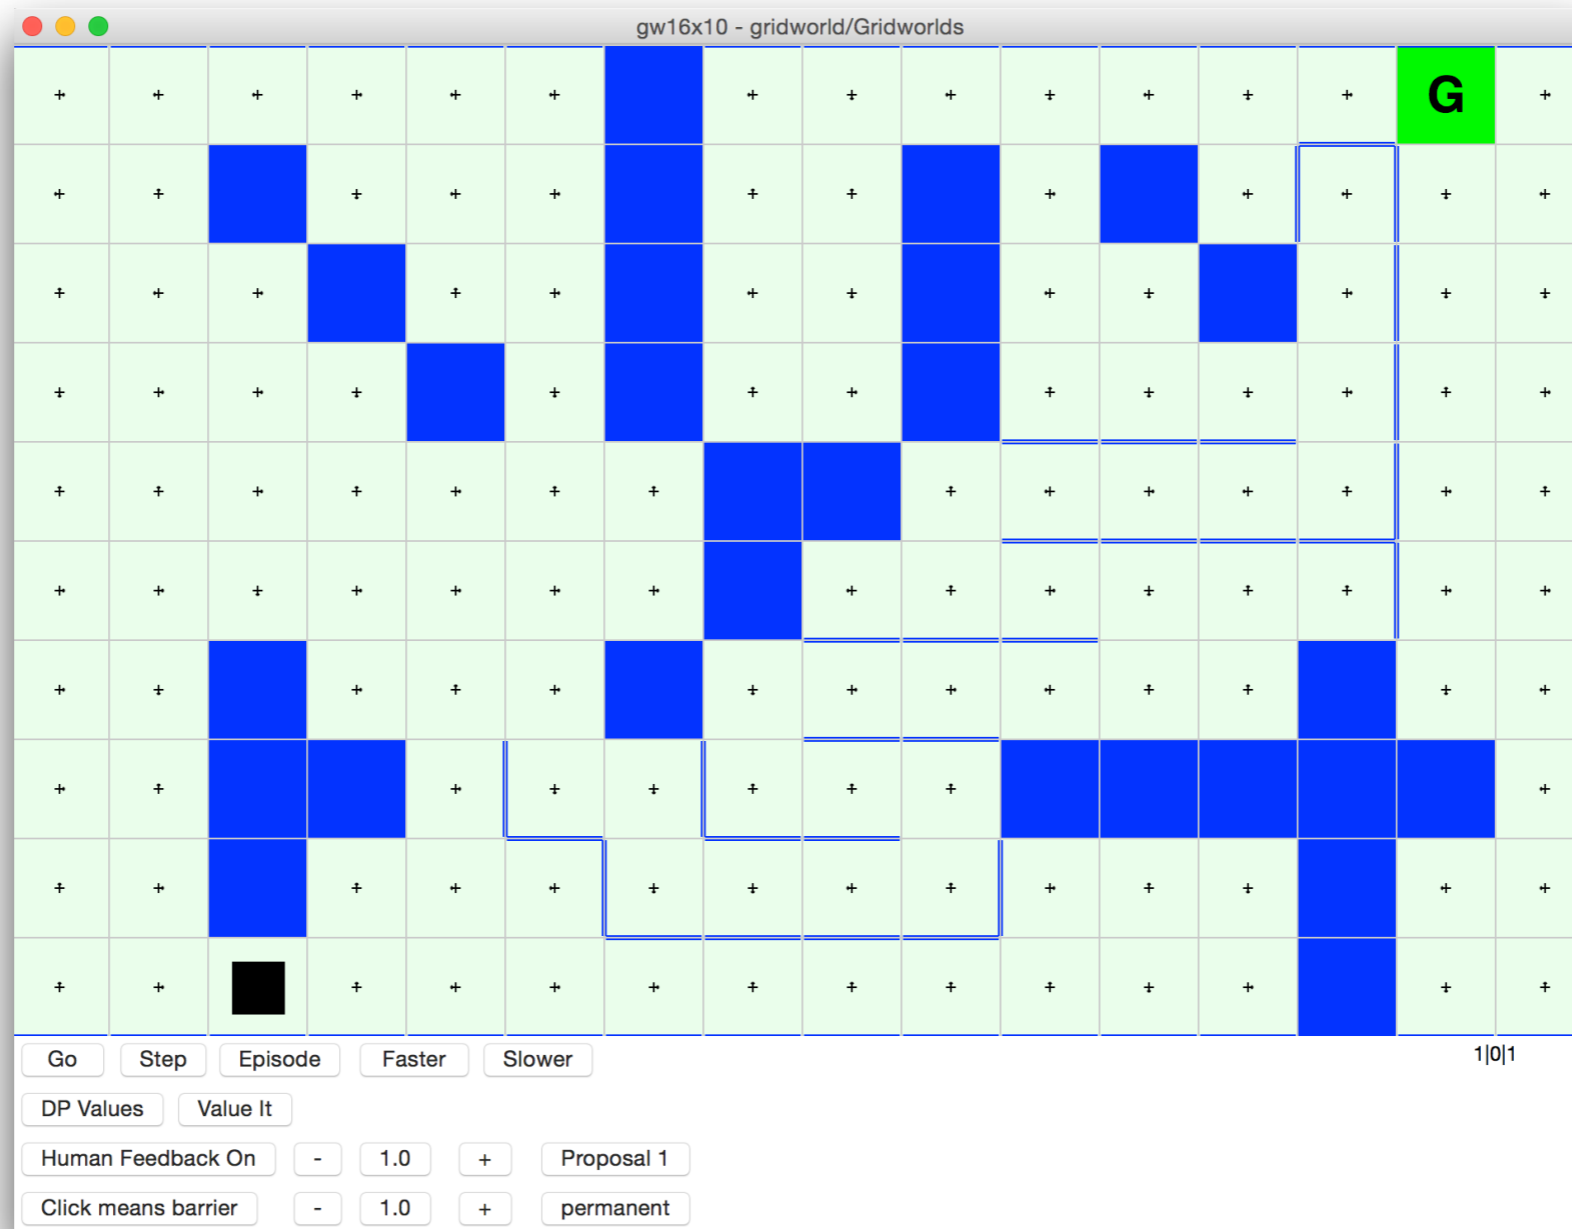 gw16x10 - gridworld/Gridworlds
G
Go Step Episode Faster Slower 1|0|1
DP Values Value It
Human Feedback On - 1.0 + Proposal 1
Click means barrier - 1.0 + permanent